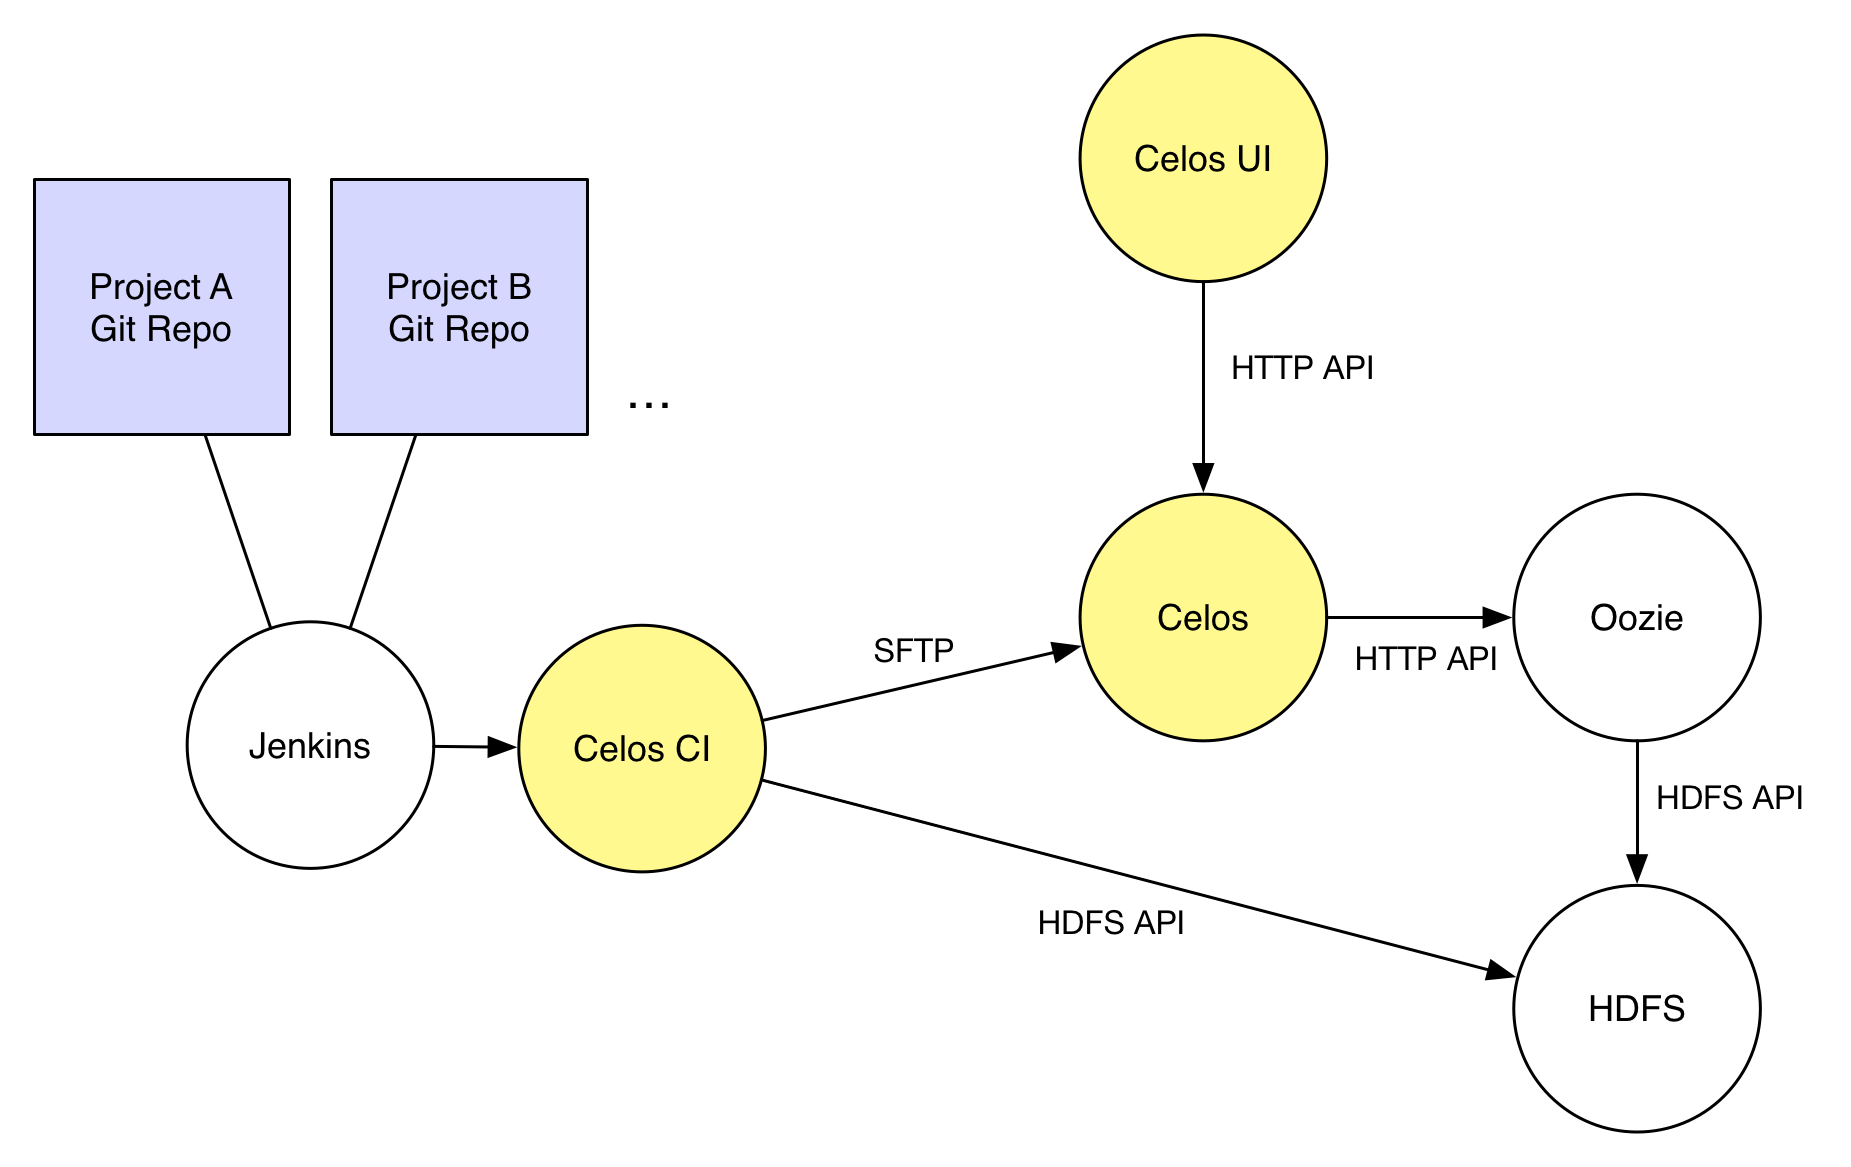 Celos UI
Project A
Git Repo
Project B
Git Repo
...
HTTP API
Celos
Oozie
HTTP API
SFTP
Jenkins
Celos CI
HDFS API
HDFS API
HDFS